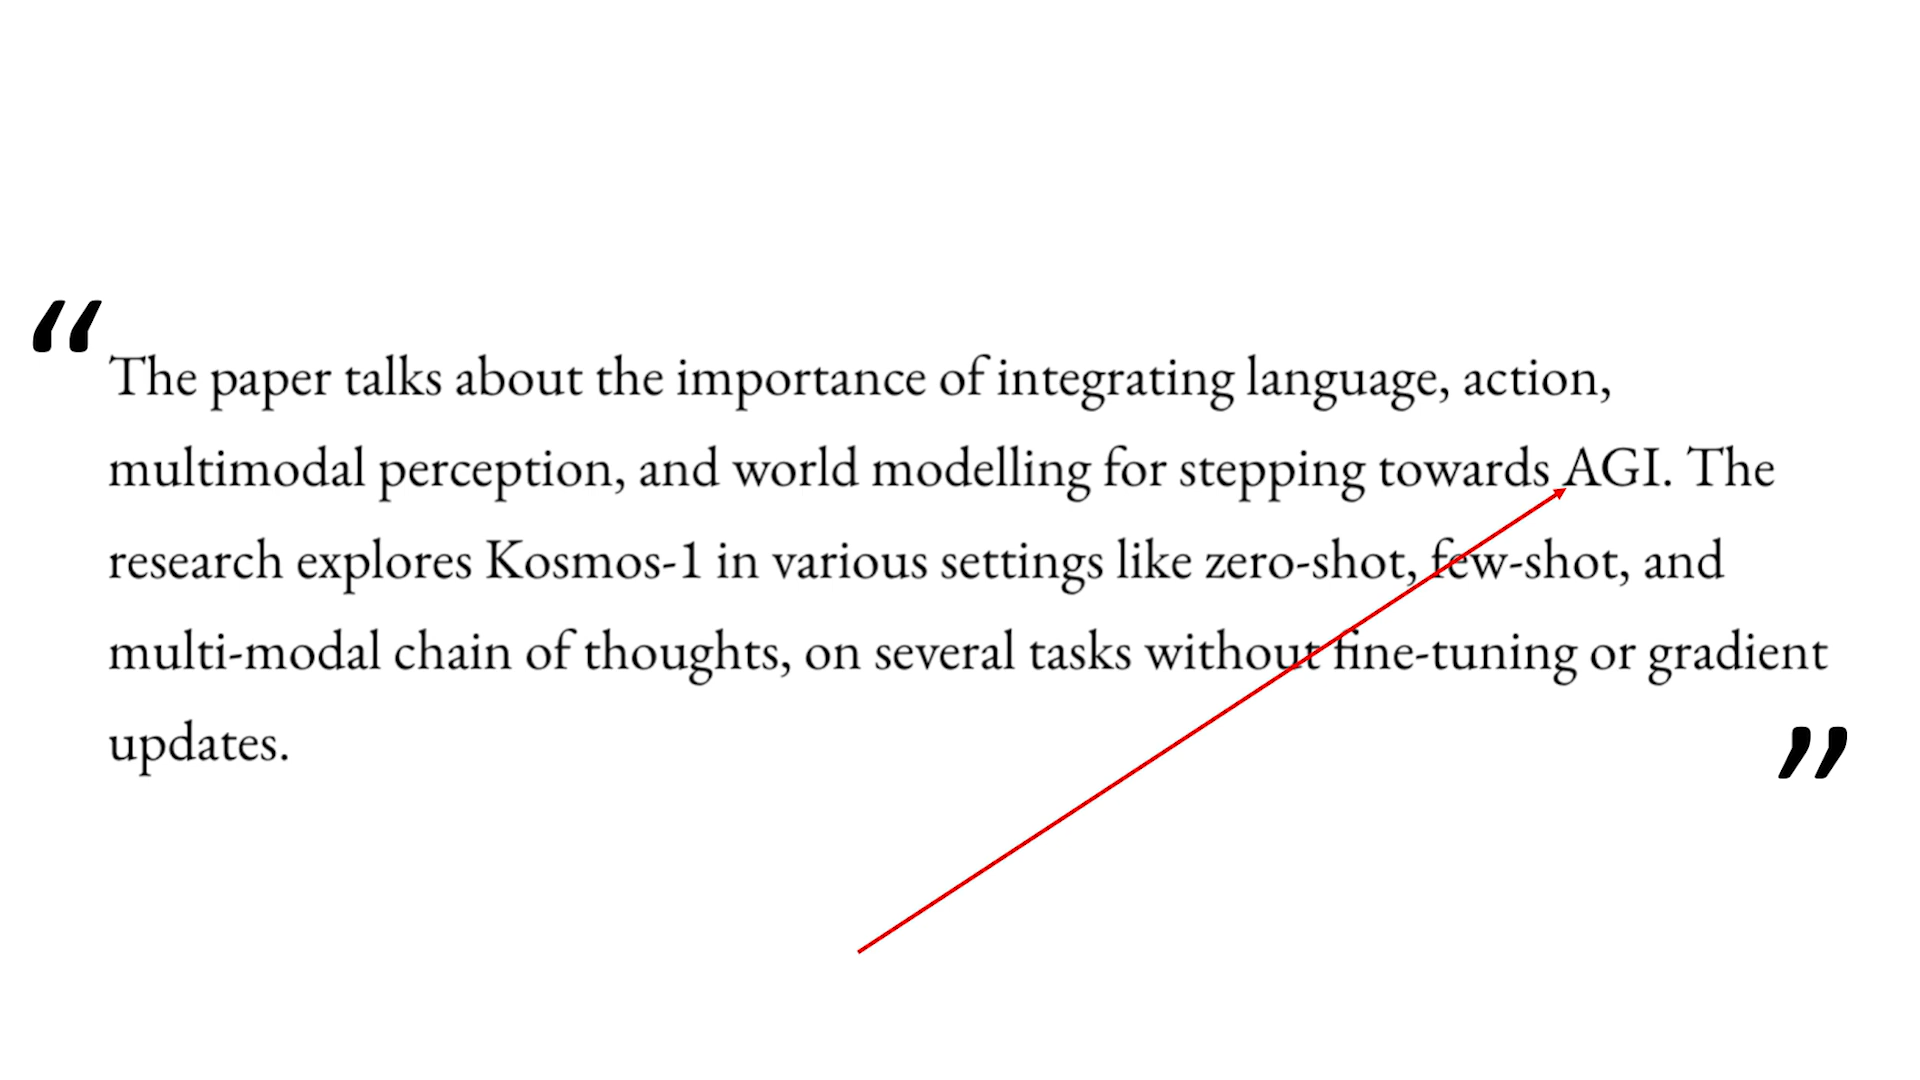 “The paper talks about the importance of integrating language, action,
multimodal perception, and world modelling for stepping towards AGI. The
research explores Kosmos-1 in various settings like zero-shot, few-shot, and
multi-modal chain of thoughts, on several tasks without fine-tuning or gradient
updates.”